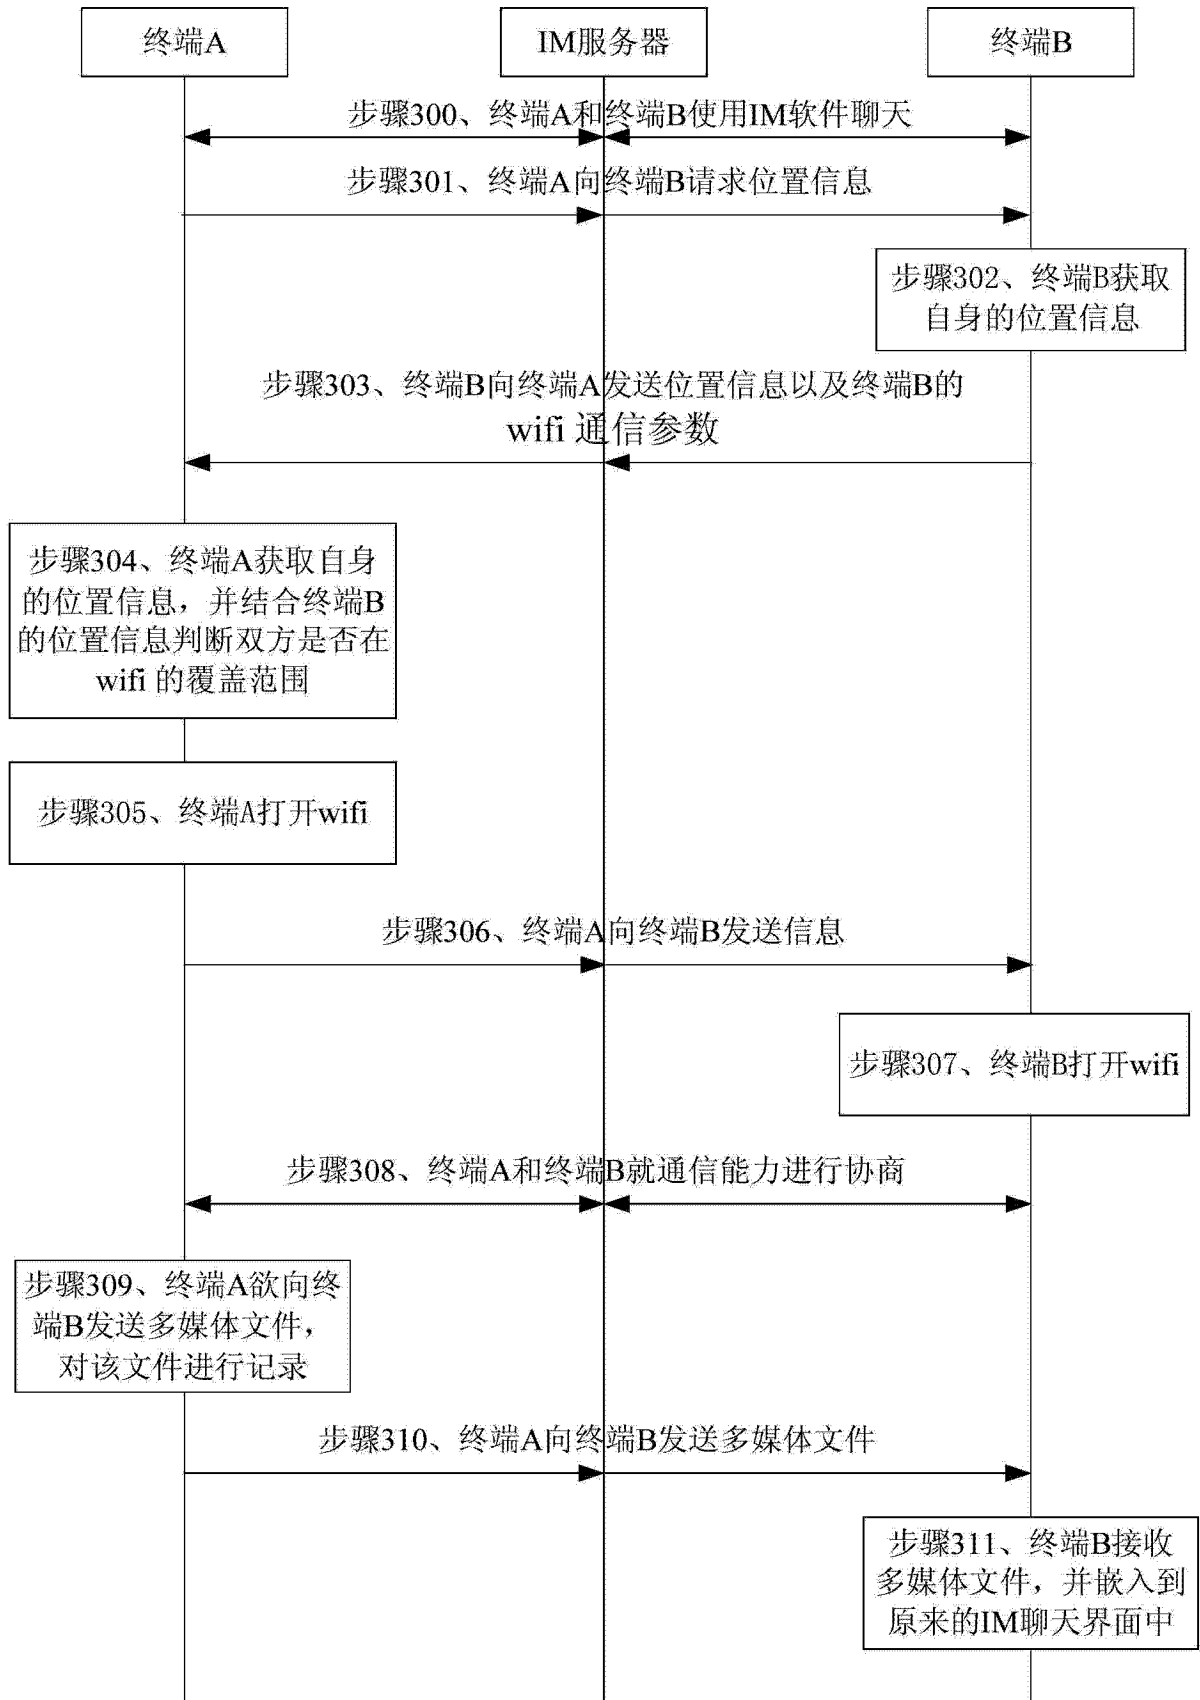 终端A
IM服务器
终端B
步骤300、终端A和终端B使用IM软件聊天
步骤301、终端A向终端B请求位置信息
步骤302、终端B获取
自身的位置信息
步骤303、终端B向终端A发送位置信息以及终端B的
wifi 通信参数
步骤304、终端A获取自身
的位置信息，并结合终端B
的位置信息判断双方是否在
wifi 的覆盖范围
步骤305、终端A打开wifi
步骤306、终端A向终端B发送信息
步骤307、终端B打开wifi
步骤308、终端A和终端B就通信能力进行协商
步骤309、终端A欲向终
端B发送多媒体文件，
对该文件进行记录
步骤310、终端A向终端B发送多媒体文件
步骤311、终端B接收
多媒体文件，并嵌入到
原来的IM聊天界面中